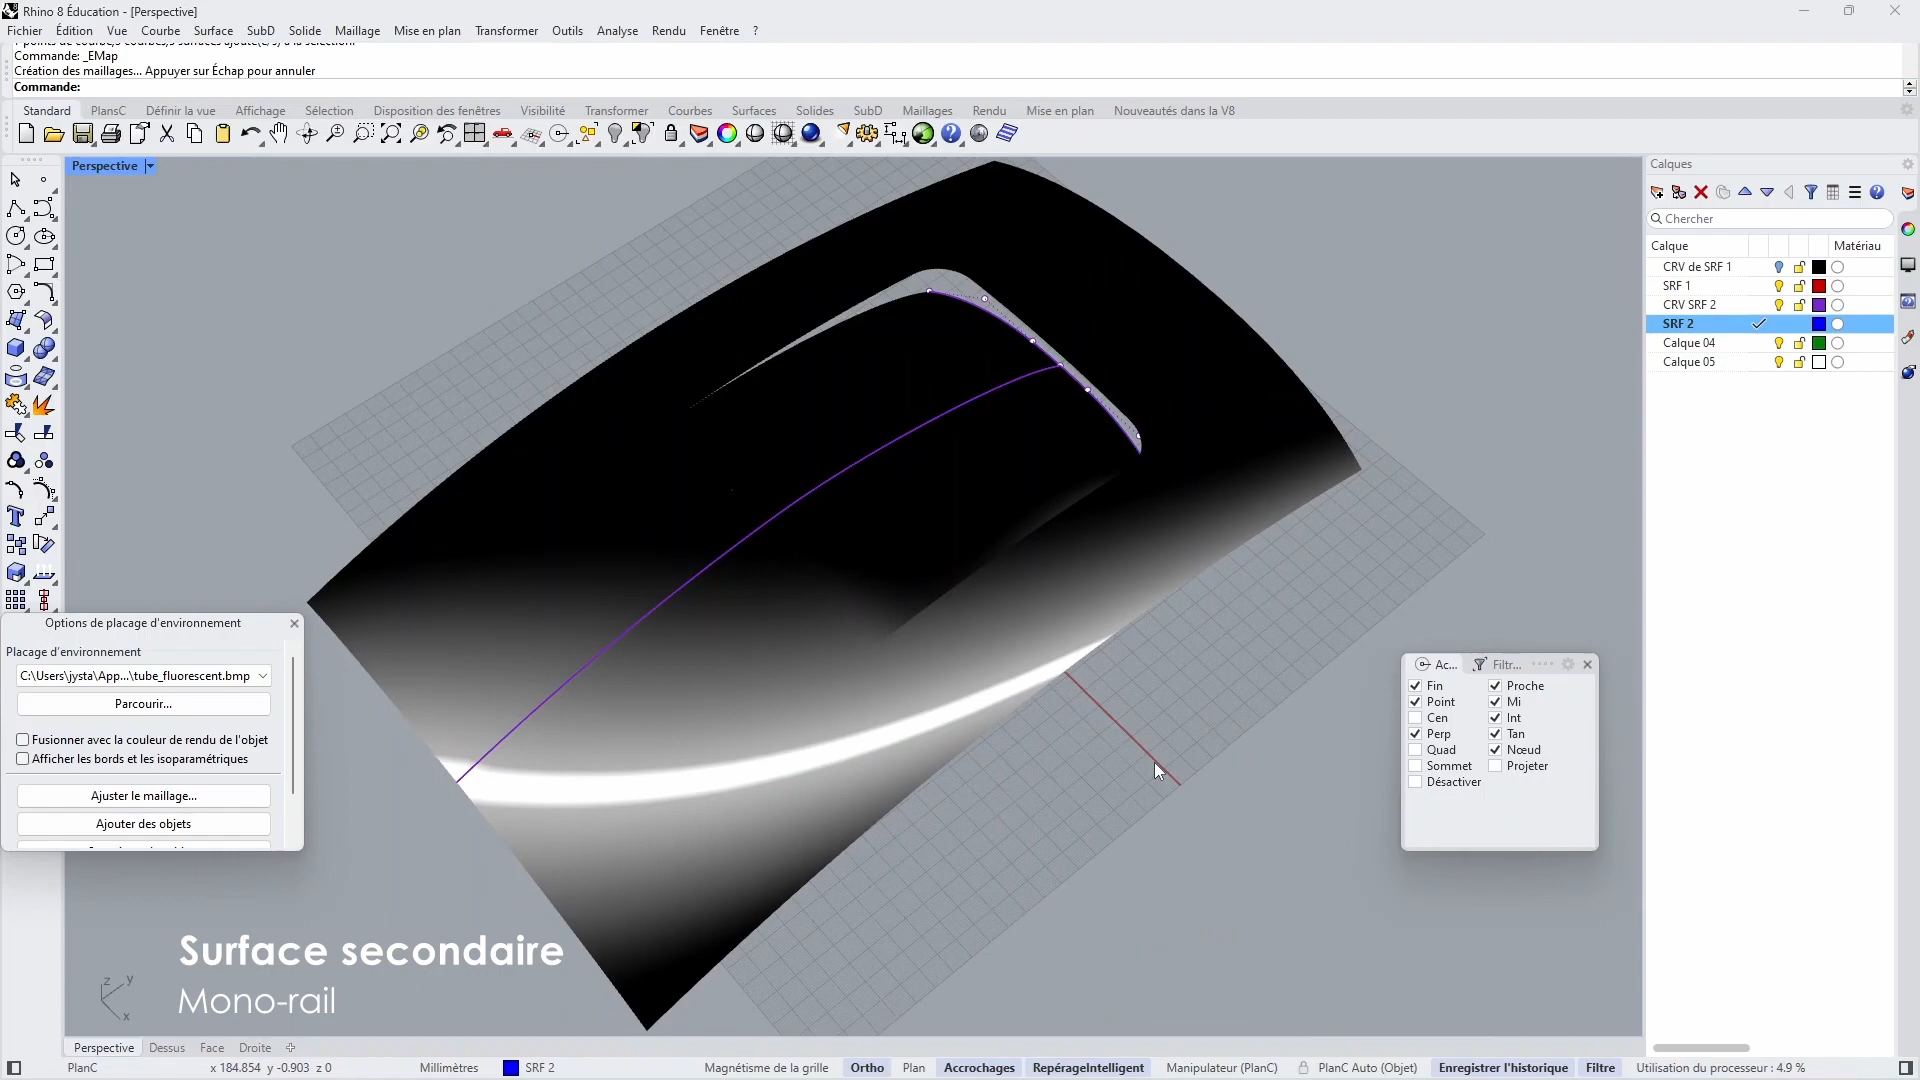 Rhino 8 Éducation - [Perspective]
Fichier Édition Vue Courbe Surface SubD Solide Maillage Mise en plan Transformer Outils Analyse Rendu Fenêtre ?
Commande: _EMap
Création des maillages... Appuyer sur Échap pour annuler
Commande:
Standard PlansC Définir la vue Affichage Sélection Disposition des fenêtres Visibilité Transformer Courbes Surfaces Solides SubD Maillages Rendu Mise en plan Nouveautés dans la V8
Perspective
Calques
Chercher
Calque Matériau
CRV de SRF 1
SRF 1
CRV SRF 2
SRF 2
Calque 04
Calque 05
Options de placage d'environnement
Placage d'environnement
C:\Users\jysta\App...\tube_fluorescent.bmp
Parcourir...
Fusionner avec la couleur de rendu de l'objet
Afficher les bords et les isoparamétriques
Ajuster le maillage...
Ajouter des objets
Ac... Filtr...
Fin Proche
Point Mi
Cen Int
Perp Tan
Quad Nœud
Sommet Projeter
Désactiver
Surface secondaire
Mono-rail
z y
x
Perspective Dessus Face Droite
PlanC x 184.854 y -0.903 z 0 Millimètres SRF 2 Magnétisme de la grille Ortho Plan Accrochages RepérageIntelligent Manipulateur (PlanC) PlanC Auto (Objet) Enregistrer l'historique Filtre Utilisation du processeur : 4.9 %